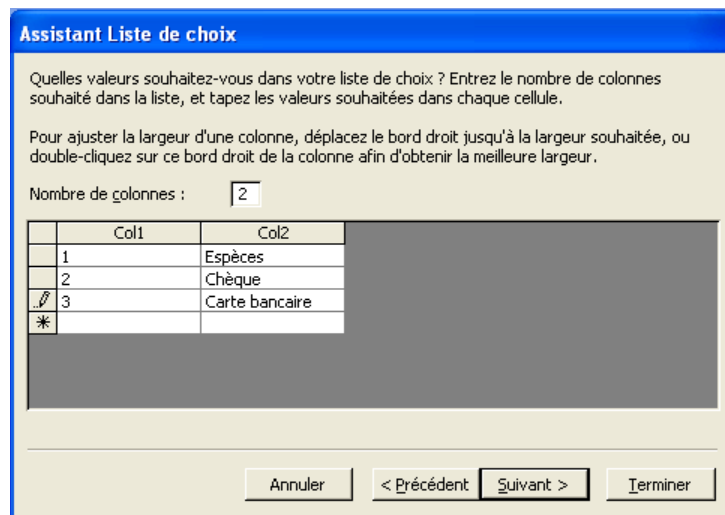 Assistant Liste de choix
Quelles valeurs souhaitez-vous dans votre liste de choix ? Entrez le nombre de colonnes
souhaité dans la liste, et tapez les valeurs souhaitées dans chaque cellule.
Pour ajuster la largeur d'une colonne, déplacez le bord droit jusqu'à la largeur souhaitée, ou
double-cliquez sur ce bord droit de la colonne afin d'obtenir la meilleure largeur.
Nombre de colonnes : 2
Col1 Col2
1 Espèces
2 Chèque
3 Carte bancaire
Annuler < Précédent Suivant > Terminer